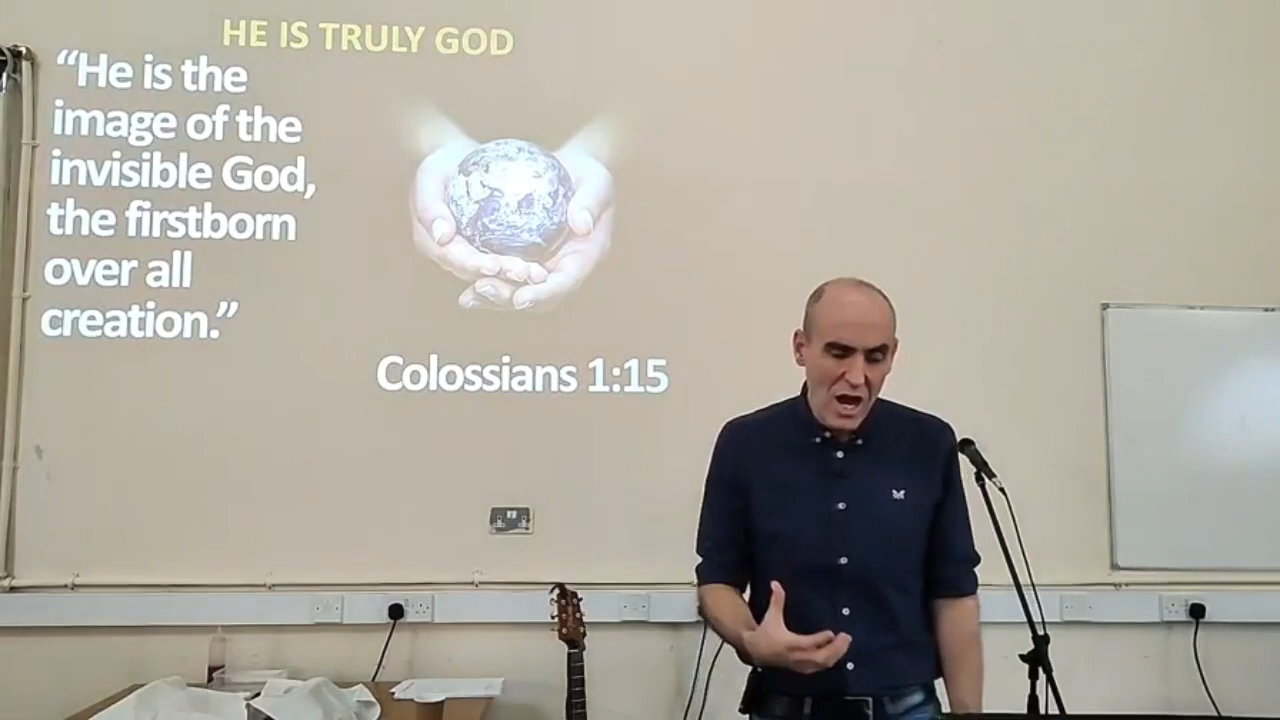 HE IS TRULY GOD
“He is the
image of the
invisible God,
the firstborn
over all
creation.”
Colossians 1:15